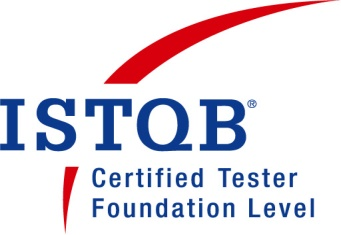 ISTQB®
Certified Tester
Foundation Level